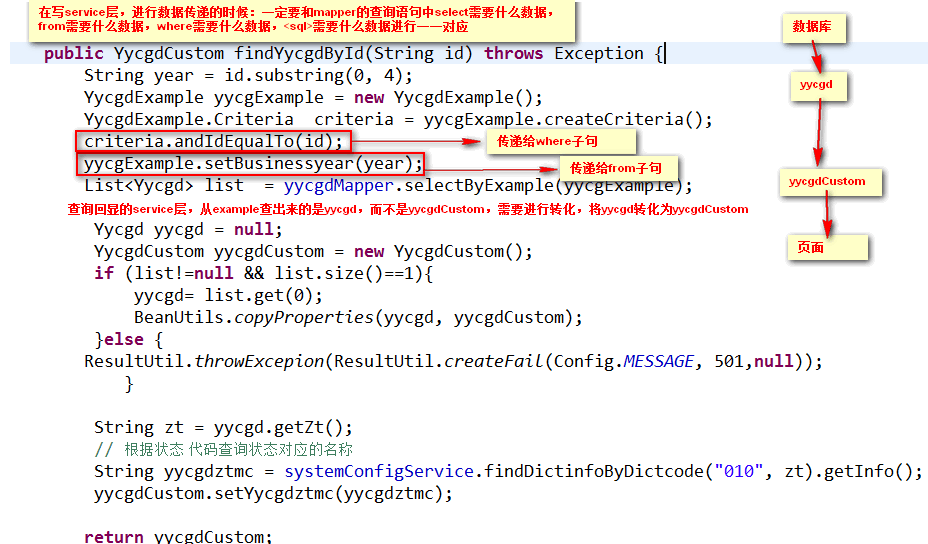 在写service层，进行数据传递的时候：一定要和mapper的查询语句中select需要什么数据，
from需要什么数据，where需要什么数据，<sql>需要什么数据进行一一对应
数据库
public YycgdCustom findYycgdById(String id) throws Exception {
String year = id.substring(0, 4);
yycgd
YycgdExample yycgExample = new YycgdExample();
YycgdExample.Criteria criteria = yycgExample.createCriteria();
criteria.andIdEqualTo(id);
传递给where子句
yycgExample.setBusinessyear(year);
传递给from子句
List<Yycgd> list = yycgdMapper.selectByExample(yycgExample);
yycgdCustom
查询回显的service层，从example查出来的是yycgd，而不是yycgdCustom，需要进行转化，将yycgd转化为yycgdCustom
Yycgd yycgd = null;
YycgdCustom yycgdCustom = new YycgdCustom();
页面
if (list!=null && list.size()==1){
yycgd= list.get(0);
BeanUtils.copyProperties(yycgd, yycgdCustom);
}else {
ResultUtil.throwExcepion(ResultUtil.createFail(Config.MESSAGE, 501,null));
}
String zt = yycgd.getZt();
// 根据状态 代码查询状态对应的名称
String yycgdztmc = systemConfigService.findDictinfoByDictcode("010", zt).getInfo();
yycgdCustom.setYycgdztmc(yycgdztmc);
return yycgdCustom;